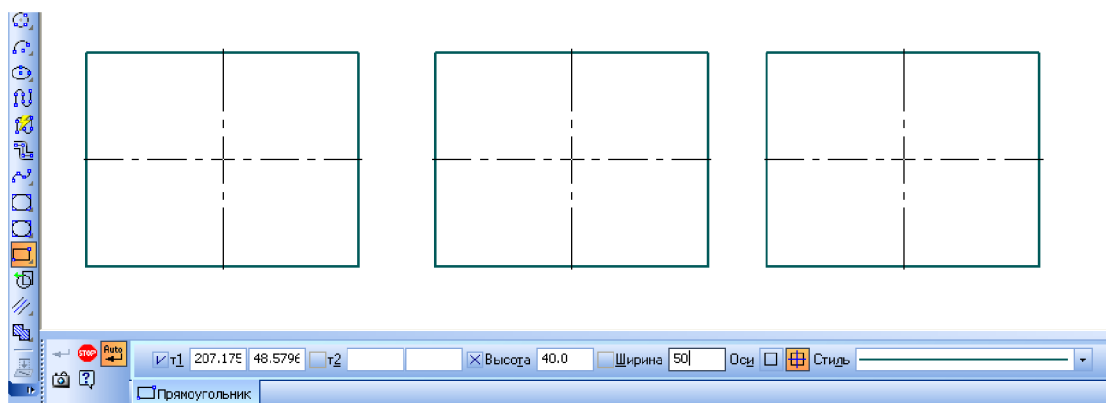 STOP Auto т1 207.175 48.5796 т2 Высота 40.0 Ширина 50 Оси Стиль
Прямоугольник